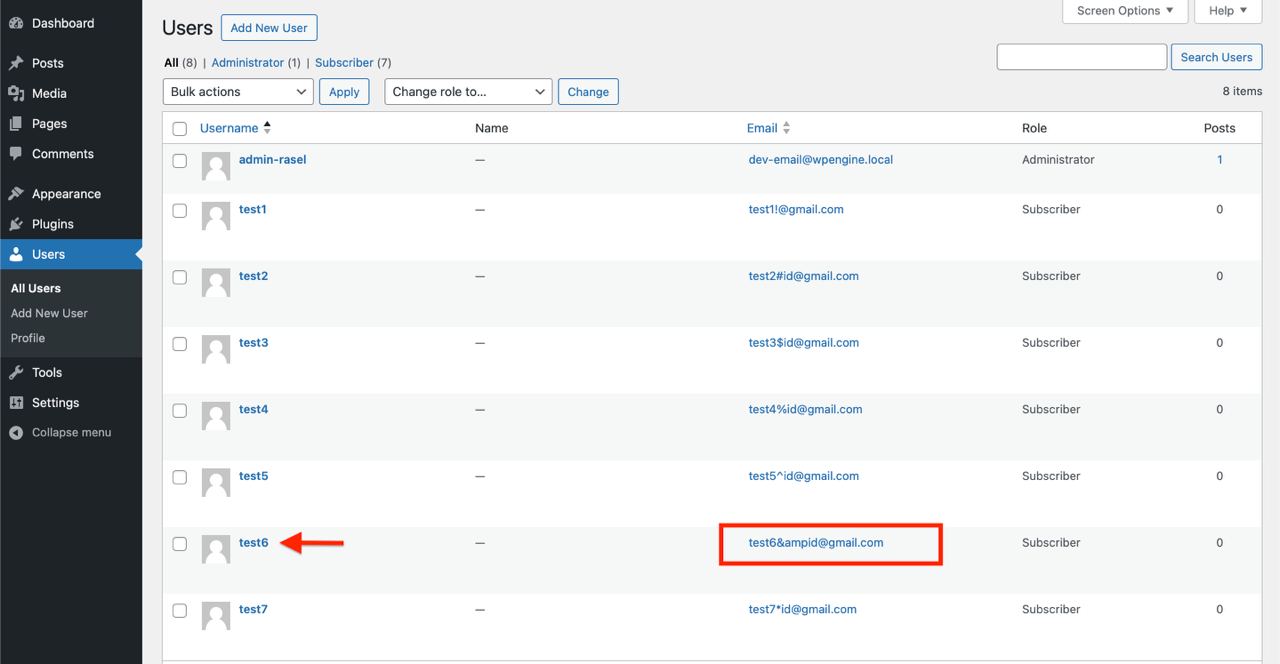 Dashboard
Posts
Media
Pages
Comments
Appearance
Plugins
Users
All Users
Add New User
Profile
Tools
Settings
Collapse menu
Screen Options ▼
Help ▼
Users Add New User
All (8) | Administrator (1) | Subscriber (7)
Search Users
Bulk actions Apply Change role to... Change
8 items
Username Name Email Role Posts
admin-rasel — dev-email@wpengine.local Administrator 1
test1 — test1!@gmail.com Subscriber 0
test2 — test2#id@gmail.com Subscriber 0
test3 — test3$id@gmail.com Subscriber 0
test4 — test4%id@gmail.com Subscriber 0
test5 — test5^id@gmail.com Subscriber 0
test6 — test6&ampid@gmail.com Subscriber 0
test7 — test7*id@gmail.com Subscriber 0